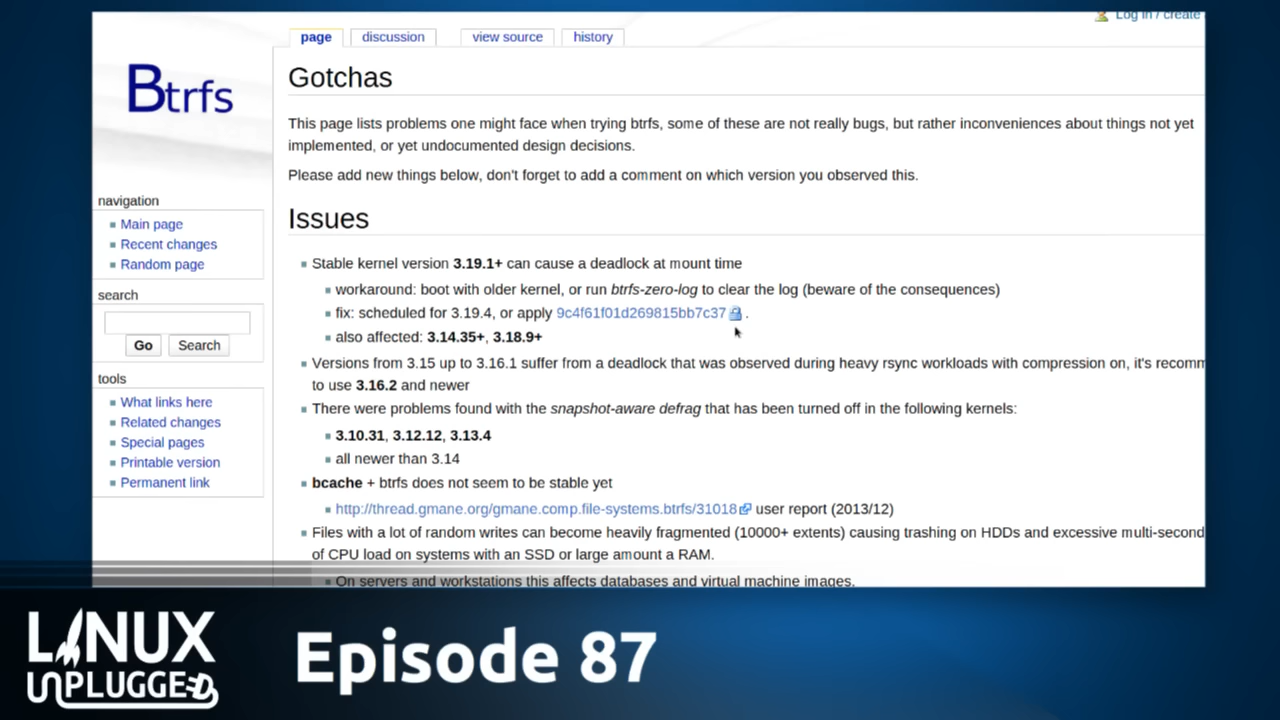 Log in / create
page discussion view source history
Btrfs
Gotchas
This page lists problems one might face when trying btrfs, some of these are not really bugs, but rather inconveniences about things not yet
implemented, or yet undocumented design decisions.
Please add new things below, don't forget to add a comment on which version you observed this.
navigation
Main page
Recent changes
Random page
search
Go Search
tools
What links here
Related changes
Special pages
Printable version
Permanent link
Issues
Stable kernel version 3.19.1+ can cause a deadlock at mount time
workaround: boot with older kernel, or run btrfs-zero-log to clear the log (beware of the consequences)
fix: scheduled for 3.19.4, or apply 9c4f61f01d269815bb7c37 .
also affected: 3.14.35+, 3.18.9+
Versions from 3.15 up to 3.16.1 suffer from a deadlock that was observed during heavy rsync workloads with compression on, it's recomm
to use 3.16.2 and newer
There were problems found with the snapshot-aware defrag that has been turned off in the following kernels:
3.10.31, 3.12.12, 3.13.4
all newer than 3.14
bcache + btrfs does not seem to be stable yet
http://thread.gmane.org/gmane.comp.file-systems.btrfs/31018 user report (2013/12)
Files with a lot of random writes can become heavily fragmented (10000+ extents) causing trashing on HDDs and excessive multi-second
of CPU load on systems with an SSD or large amount a RAM.
On servers and workstations this affects databases and virtual machine images.
LINUX
UNPLUGGED
Episode 87